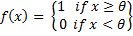 f(x) = {1 if x ≥ θ
0 if x < θ}